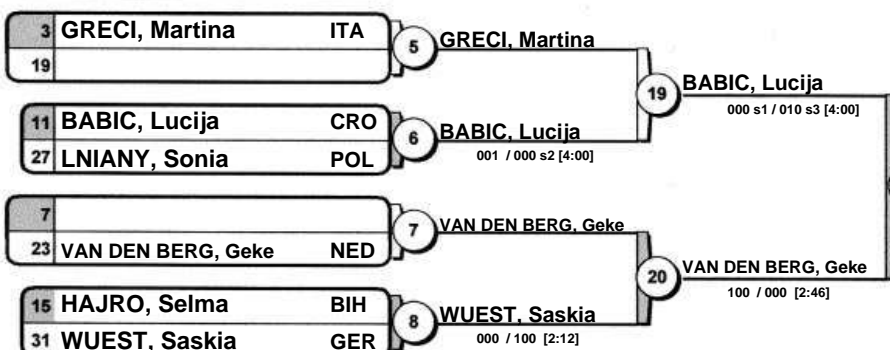 3 GRECI, Martina ITA
19
5 GRECI, Martina
11 BABIC, Lucija CRO
27 LNIANY, Sonia POL
6 BABIC, Lucija
001 / 000 s2 [4:00]
19 BABIC, Lucija
000 s1 / 010 s3 [4:00]
7
23 VAN DEN BERG, Geke NED
7 VAN DEN BERG, Geke
15 HAJRO, Selma BIH
31 WUEST, Saskia GER
8 WUEST, Saskia
000 / 100 [2:12]
20 VAN DEN BERG, Geke
100 / 000 [2:46]